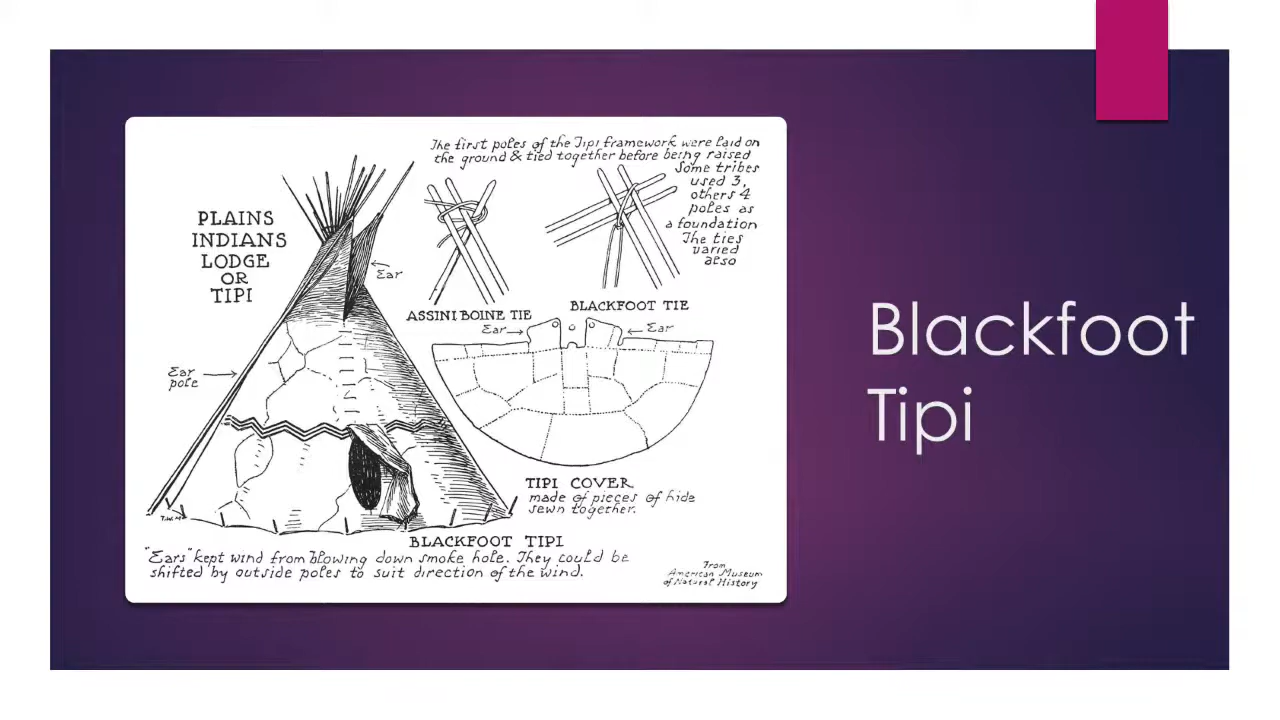 The first poles of the Tipi framework were laid on
the ground & tied together before being raised
Some tribes
used 3,
others 4
poles as
a foundation
The ties
varied
also
PLAINS
INDIANS
LODGE
OR
TIPI
Ear
ASSINIBOINE TIE
BLACKFOOT TIE
Ear
Ear
Ear
pole
TIPI COVER
made of pieces of hide
sewn together.
BLACKFOOT TIPI
"Ears" kept wind from blowing down smoke hole. They could be
shifted by outside poles to suit direction of the wind.
From
American Museum
of Natural History
Blackfoot
Tipi